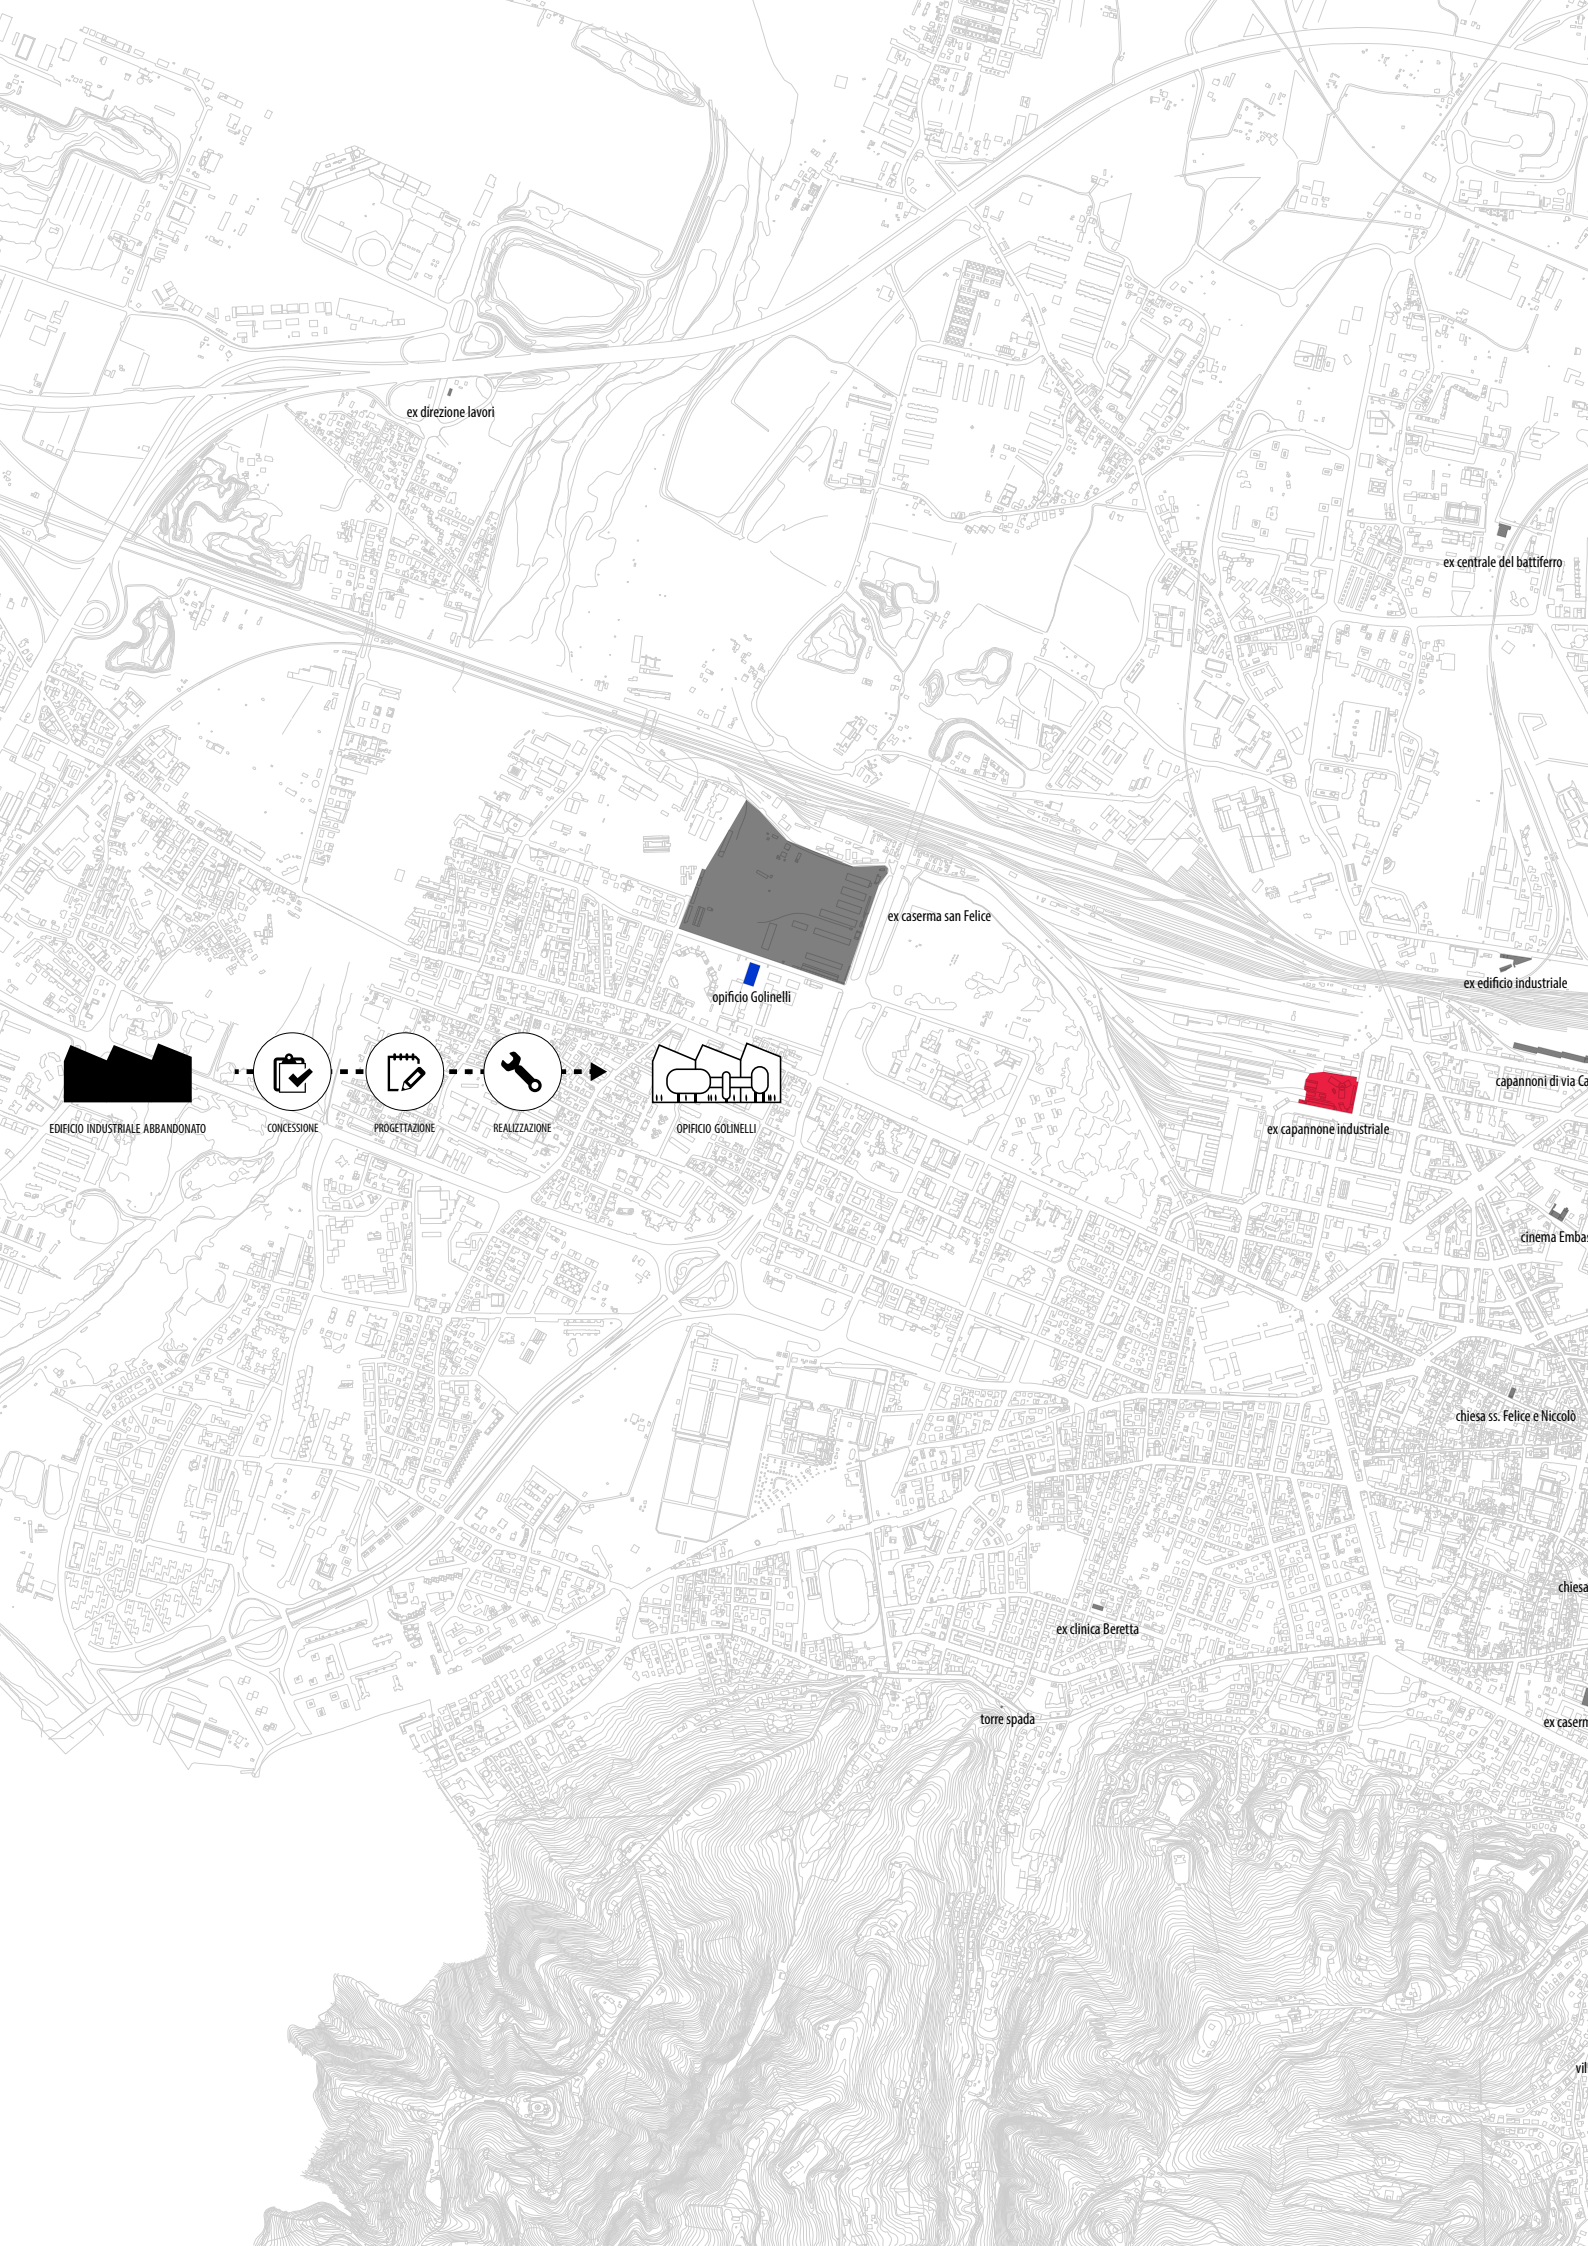 ex direzione lavori
ex centrale del battiferro
ex caserma san Felice
ex edificio industriale
opificio Golinelli
capannoni di via Ca
EDIFICIO INDUSTRIALE ABBANDONATO
CONCESSIONE
PROGETTAZIONE
REALIZZAZIONE
OPIFICIO GOLINELLI
ex capannone industriale
cinema Embas
chiesa ss. Felice e Niccolò
chiesa
ex clinica Beretta
torre spada
ex caserm
vil